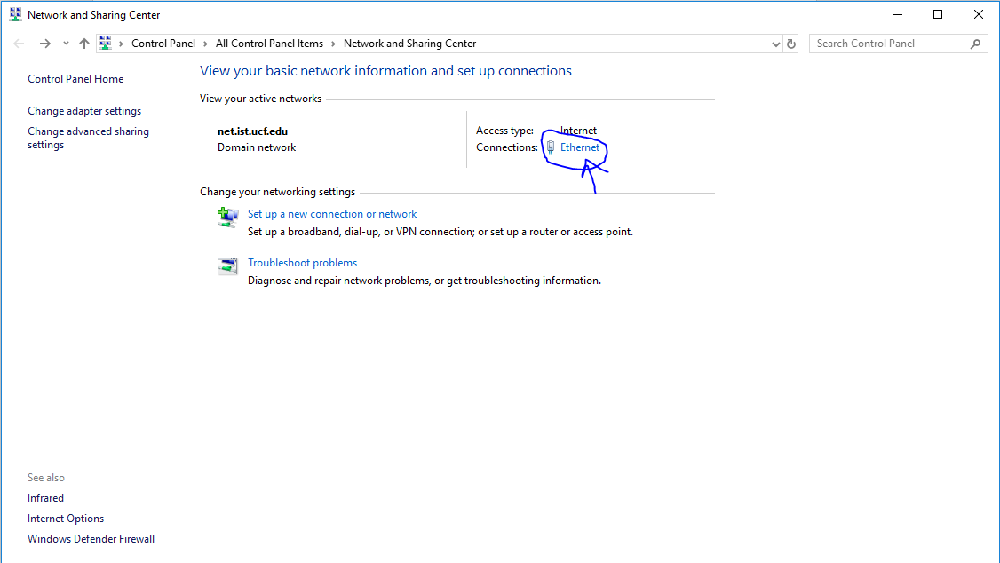 Network and Sharing Center
Control Panel > All Control Panel Items > Network and Sharing Center
Search Control Panel
Control Panel Home
Change adapter settings
Change advanced sharing
settings
View your basic network information and set up connections
View your active networks
net.ist.ucf.edu
Domain network
Access type: Internet
Connections: Ethernet
Change your networking settings
Set up a new connection or network
Set up a broadband, dial-up, or VPN connection; or set up a router or access point.
Troubleshoot problems
Diagnose and repair network problems, or get troubleshooting information.
See also
Infrared
Internet Options
Windows Defender Firewall